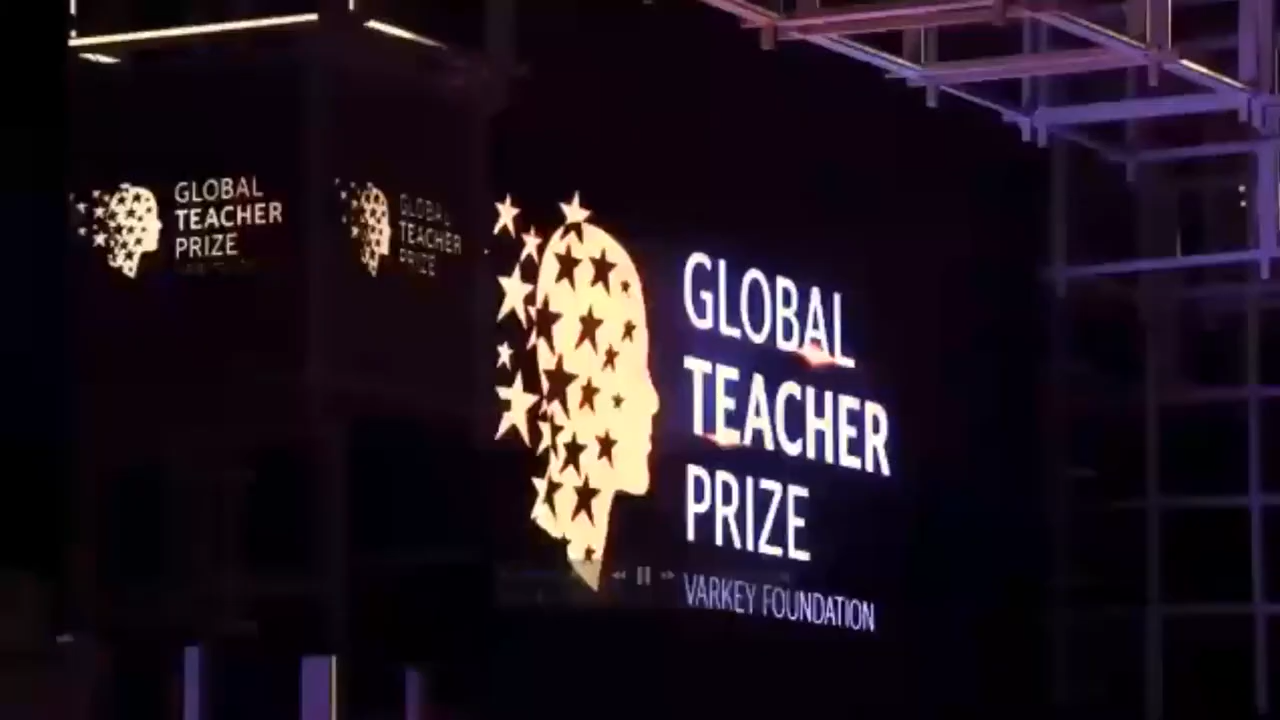 GLOBAL
TEACHER
PRIZE
GLOBAL
TEACHER
PRIZE
GLOBAL
TEACHER
PRIZE
VARKEY FOUNDATION